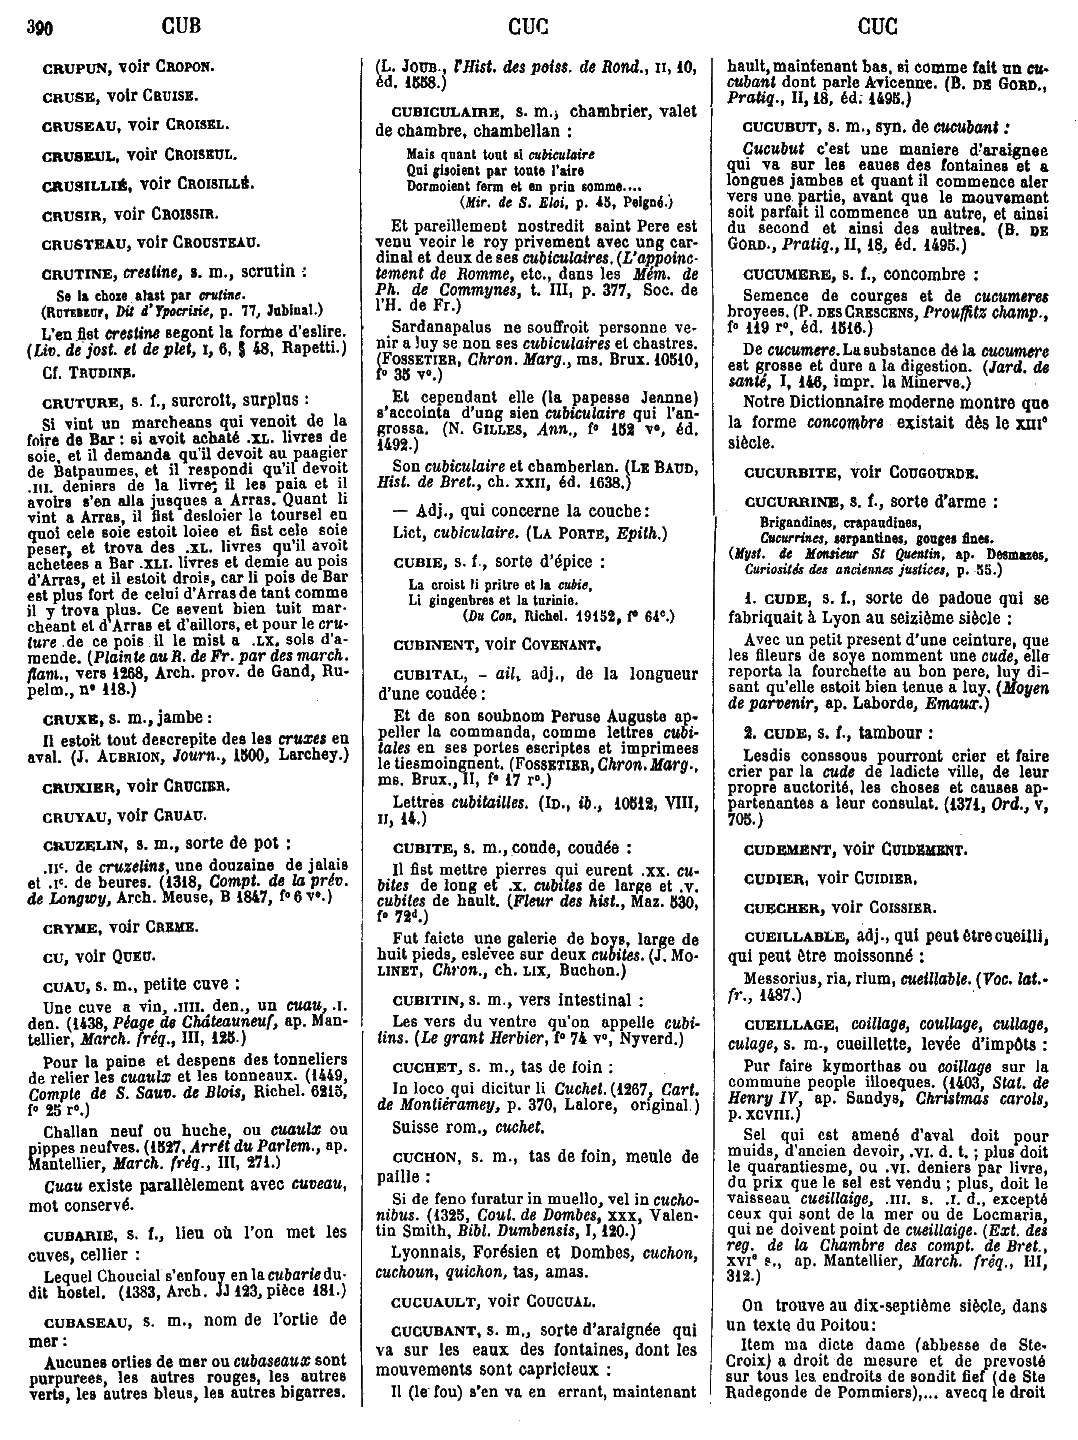 390 CUB CUC CUC
CRUPUN, voir CROPON.
CRUSE, voir CRUISE.
CRUSEAU, voir CROISEL.
CRUSEUL, voir CROISEUL.
CRUSILLIÉ, voir CROISILLÉ.
CRUSIR, voir CROISSIR.
CRUSTEAU, voir CROUSTEAU.
CRUTINE, crestine, s. m., scrutin :
Se la chose alast par crutine.
(RUTEBEUF, Dit d'Ypocrisie, p. 77, Jubinal.)
L'en fist crestine segont la forme d'eslire.
(Liv. de jost. et de plet, I, 6, § 48, Rapetti.)
Cf. TRUDINE.
CRUTURE, s. f., surcroît, surplus :
Si vint un marcheans qui venoit de la
foire de Bar : si avoit achaté .XL. livres de
soie, et il demanda qu'il devoit au paagier
de Batpaumes, et il respondi qu'il devoit
.III. deniers de la livre; il les paia et il
avoirs s'en alla jusques a Arras. Quant li
vint a Arras, il fist desloier le toursel en
quoi cele soie estoit loiee et fist cele soie
peser, et trova des .XL. livres qu'il avoit
achetees a Bar .XLI. livres et demie au pois
d'Arras, et il estoit drois, car li pois de Bar
est plus fort de celui d'Arras de tant comme
il y trova plus. Ce sevent bien tuit mar-
cheant et d'Arras et d'aillors, et pour le cru-
ture de ce pois il le mist a .LX. sols d'a-
mende. (Plainte au R. de Fr. par des march.
flam., vers 1268, Arch. prov. de Gand, Ru-
pelm., n° 118.)
CRUXE, s. m., jambe :
Il estoit tout descrepite des les cruxes en
aval. (J. AUBRION, Journ., 1500, Larchey.)
CRUXIER, voir CRUCIER.
CRUYAU, voir CRUAU.
CRUZELIN, s. m., sorte de pot :
.IIc. de cruzelins, une douzaine de jalais
et .Ic. de beures. (1318, Compt. de la prév.
de Longwy, Arch. Meuse, B 1847, f° 6 v°.)
CRYME, voir CREME.
CU, voir QUEU.
CUAU, s. m., petite cuve :
Une cuve a vin, .IIII. den., un cuau, .I.
den. (1438, Péage de Châteauneuf, ap. Man-
tellier, March. fréq., III, 125.)
Pour la paine et despens des tonneliers
de relier les cuaulx et les tonneaux. (1449,
Compte de S. Sauv. de Blois, Richel. 6215,
f° 25 r°.)
Challan neuf ou huche, ou cuaulx ou
pippes neufves. (1527, Arrêt du Parlem., ap.
Mantellier, March. fréq., III, 271.)
Cuau existe parallèlement avec cuveau,
mot conservé.
CUBARIE, s. f., lieu où l'on met les
cuves, cellier :
Lequel Choucial s'enfouy en la cubarie du-
dit hostel. (1383, Arch. JJ 123, pièce 181.)
CUBASEAU, s. m., nom de l'ortie de
mer :
Aucunes orties de mer ou cubaseaux sont
purpurees, les autres rouges, les autres
verts, les autres bleus, les autres bigarres.
(L. JOUB., l'Hist. des poiss. de Rond., II, 10,
éd. 1558.)
CUBICULAIRE, s. m., chambrier, valet
de chambre, chambellan :
Mais quant tout si cubiculaire
Qui gisoient par toute l'aire
Dormoient ferm et en prin somme....
(Mir. de S. Eloi, p. 45, Peigné.)
Et pareillement nostredit saint Pere est
venu veoir le roy privement avec ung car-
dinal et deux de ses cubiculaires. (L'appoinc-
tement de Romme, etc., dans les Mém. de
Ph. de Commynes, t. III, p. 377, Soc. de
l'H. de Fr.)
Sardanapalus ne souffroit personne ve-
nir a luy se non ses cubiculaires et chastres.
(FOSSETIER, Chron. Marg., ms. Brux. 10510,
f° 35 v°.)
Et cependant elle (la papesse Jeanne)
s'accointa d'ung sien cubiculaire qui l'an-
grossa. (N. GILLES, Ann., f° 152 v°, éd.
1492.)
Son cubiculaire et chamberlan. (LE BAUD,
Hist. de Bret., ch. XXII, éd. 1638.)
— Adj., qui concerne la couche :
Lict, cubiculaire. (LA PORTE, Epith.)
CUBIE, s. f., sorte d'épice :
La croist li pritre et la cubie,
Li gingenbres et la turinie.
(Du Con, Richel. 19152, f° 64c.)
CUBINENT, voir COVENANT.
CUBITAL, - ail, adj., de la longueur
d'une coudée :
Et de son soubnom Peruse Auguste ap-
peller la commanda, comme lettres cubi-
tales en ses portes escriptes et imprimees
le tiesmoingnent. (FOSSETIER, Chron. Marg.,
ms. Brux., II, f° 17 r°.)
Lettres cubitailles. (ID., ib., 10512, VIII,
II, 14.)
CUBITE, s. m., coude, coudée :
Il fist mettre pierres qui eurent .XX. cu-
bites de long et .X. cubites de large et .V.
cubites de hault. (Fleur des hist., Maz. 530,
f° 72d.)
Fut faicte une galerie de boys, large de
huit pieds, eslevee sur deux cubites. (J. MO-
LINET, Chron., ch. LIX, Buchon.)
CUBITIN, s. m., vers intestinal :
Les vers du ventre qu'on appelle cubi-
tins. (Le grant Herbier, f° 74 v°, Nyverd.)
CUCHET, s. m., tas de foin :
In loco qui dicitur li Cuchet. (1267, Cart.
de Montiéramey, p. 370, Lalore, original.)
Suisse rom., cuchet.
CUCHON, s. m., tas de foin, meule de
paille :
Si de feno furatur in muello, vel in cucho-
nibus. (1325, Coul. de Dombes, XXX, Valen-
tin Smith, Bibl. Dumbensis, I, 120.)
Lyonnais, Forésien et Dombes, cuchon,
cuchoun, quichon, tas, amas.
CUCUAULT, voir COUCUAL.
CUCUBANT, s. m., sorte d'araignée qui
va sur les eaux des fontaines, dont les
mouvements sont capricieux :
Il (le fou) s'en va en errant, maintenant
hault, maintenant bas, si comme fait un cu-
cubant dont parle Avicenne. (B. DE GORD.,
Pratiq., II, 18, éd. 1495.)
CUCUBUT, s. m., syn. de cucubant :
Cucubut c'est une maniere d'araignee
qui va sur les eaues des fontaines et a
longues jambes et quant il commence aler
vers une partie, avant que le mouvement
soit parfait il commence un autre, et ainsi
du second et ainsi des aultres. (B. DE
GORD., Pratiq., II, 18, éd. 1495.)
CUCUMERE, s. f., concombre :
Semence de courges et de cucumeres
broyees. (P. DES CRESCENS, Prouffitz champ.,
f° 119 r°, éd. 1516.)
De cucumere. La substance de la cucumere
est grosse et dure a la digestion. (Jard. de
santé, I, 146, impr. la Minerve.)
Notre Dictionnaire moderne montre que
la forme concombre existait dès le XIIIe
siècle.
CUCURBITE, voir COUGOURDE.
CUCURRINE, s. f., sorte d'arme :
Brigandines, crapaudines,
Cucurrines, serpantines, gouges fines.
(Myst. de Monsieur St Quentin, ap. Desmazes,
Curiosités des anciennes justices, p. 55.)
1. CUDE, s. f., sorte de padoue qui se
fabriquait à Lyon au seizième siècle :
Avec un petit present d'une ceinture, que
les fileurs de soye nomment une cude, elle
reporta la fourchette au bon pere, luy di-
sant qu'elle estoit bien tenue a luy. (Moyen
de parvenir, ap. Laborde, Emaux.)
2. CUDE, s. f., tambour :
Lesdis conssous pourront crier et faire
crier par la cude de ladicte ville, de leur
propre auctorité, les choses et causes ap-
partenantes a leur consulat. (1371, Ord., V,
705.)
CUDEMENT, voir CUIDEMENT.
CUDIER, voir CUIDIER.
CUECHER, voir COISSIER.
CUEILLABLE, adj., qui peut être cueilli,
qui peut être moissonné :
Messorius, ria, rium, cueillable. (Voc. lat.-
fr., 1487.)
CUEILLAGE, coillage, coullage, cullage,
culage, s. m., cueillette, levée d'impôts :
Pur faire kymorthas ou coillage sur la
commune people illoeques. (1403, Stat. de
Henry IV, ap. Sandys, Christmas carols,
p. XCVIII.)
Sel qui est amené d'aval doit pour
muids, d'ancien devoir, .VI. d. t. ; plus doit
le quarantiesme, ou .VI. deniers par livre,
du prix que le sel est vendu ; plus, doit le
vaisseau cueillaige, .III. s. .I. d., excepté
ceux qui sont de la mer ou de Locmaria,
qui ne doivent point de cueillaige. (Ext. des
reg. de la Chambre des compt. de Bret.,
XVIe s., ap. Mantellier, March. fréq., III,
312.)
On trouve au dix-septième siècle, dans
un texte du Poitou :
Item ma dicte dame (abbesse de Ste-
Croix) a droit de mesure et de prevosté
sur tous les endroits de sondit fief (de Ste
Radegonde de Pommiers),... avecq le droit